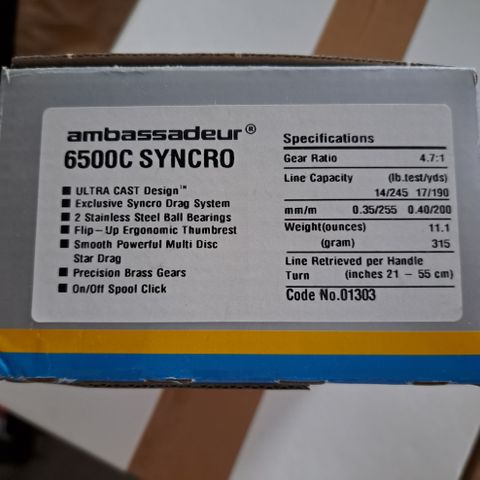 ambassadeur®
6500C SYNCRO
■ ULTRA CAST Design™
■ Exclusive Syncro Drag System
■ 2 Stainless Steel Ball Bearings
■ Flip-Up Ergonomic Thumbrest
■ Smooth Powerful Multi Disc
Star Drag
■ Precision Brass Gears
■ On/Off Spool Click
Specifications
Gear Ratio 4.7:1
Line Capacity (lb.test/yds)
14/245 17/190
mm/m 0.35/255 0.40/200
Weight(ounces) 11.1
(gram) 315
Line Retrieved per Handle
Turn (inches 21 - 55 cm)
Code No.01303